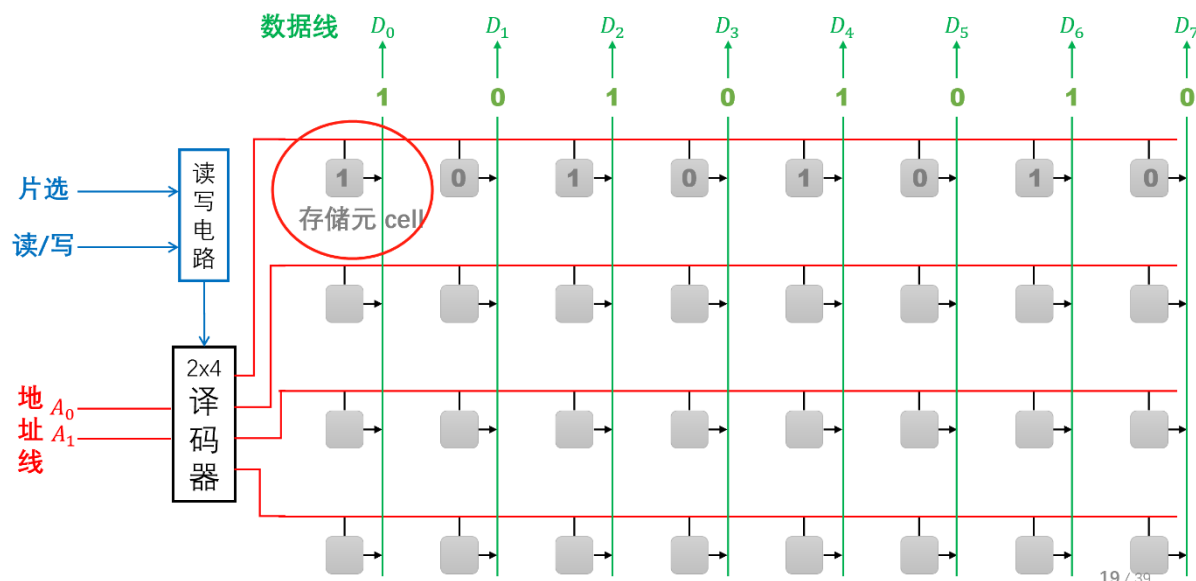 数据线 D₀ D₁ D₂ D₃ D₄ D₅ D₆ D₇
1 0 1 0 1 0 1 0
片选
读/写
读写电路
1 0 1 0 1 0 1 0
存储元 cell
2x4
译码器
地址线
A₀
A₁
19 / 39